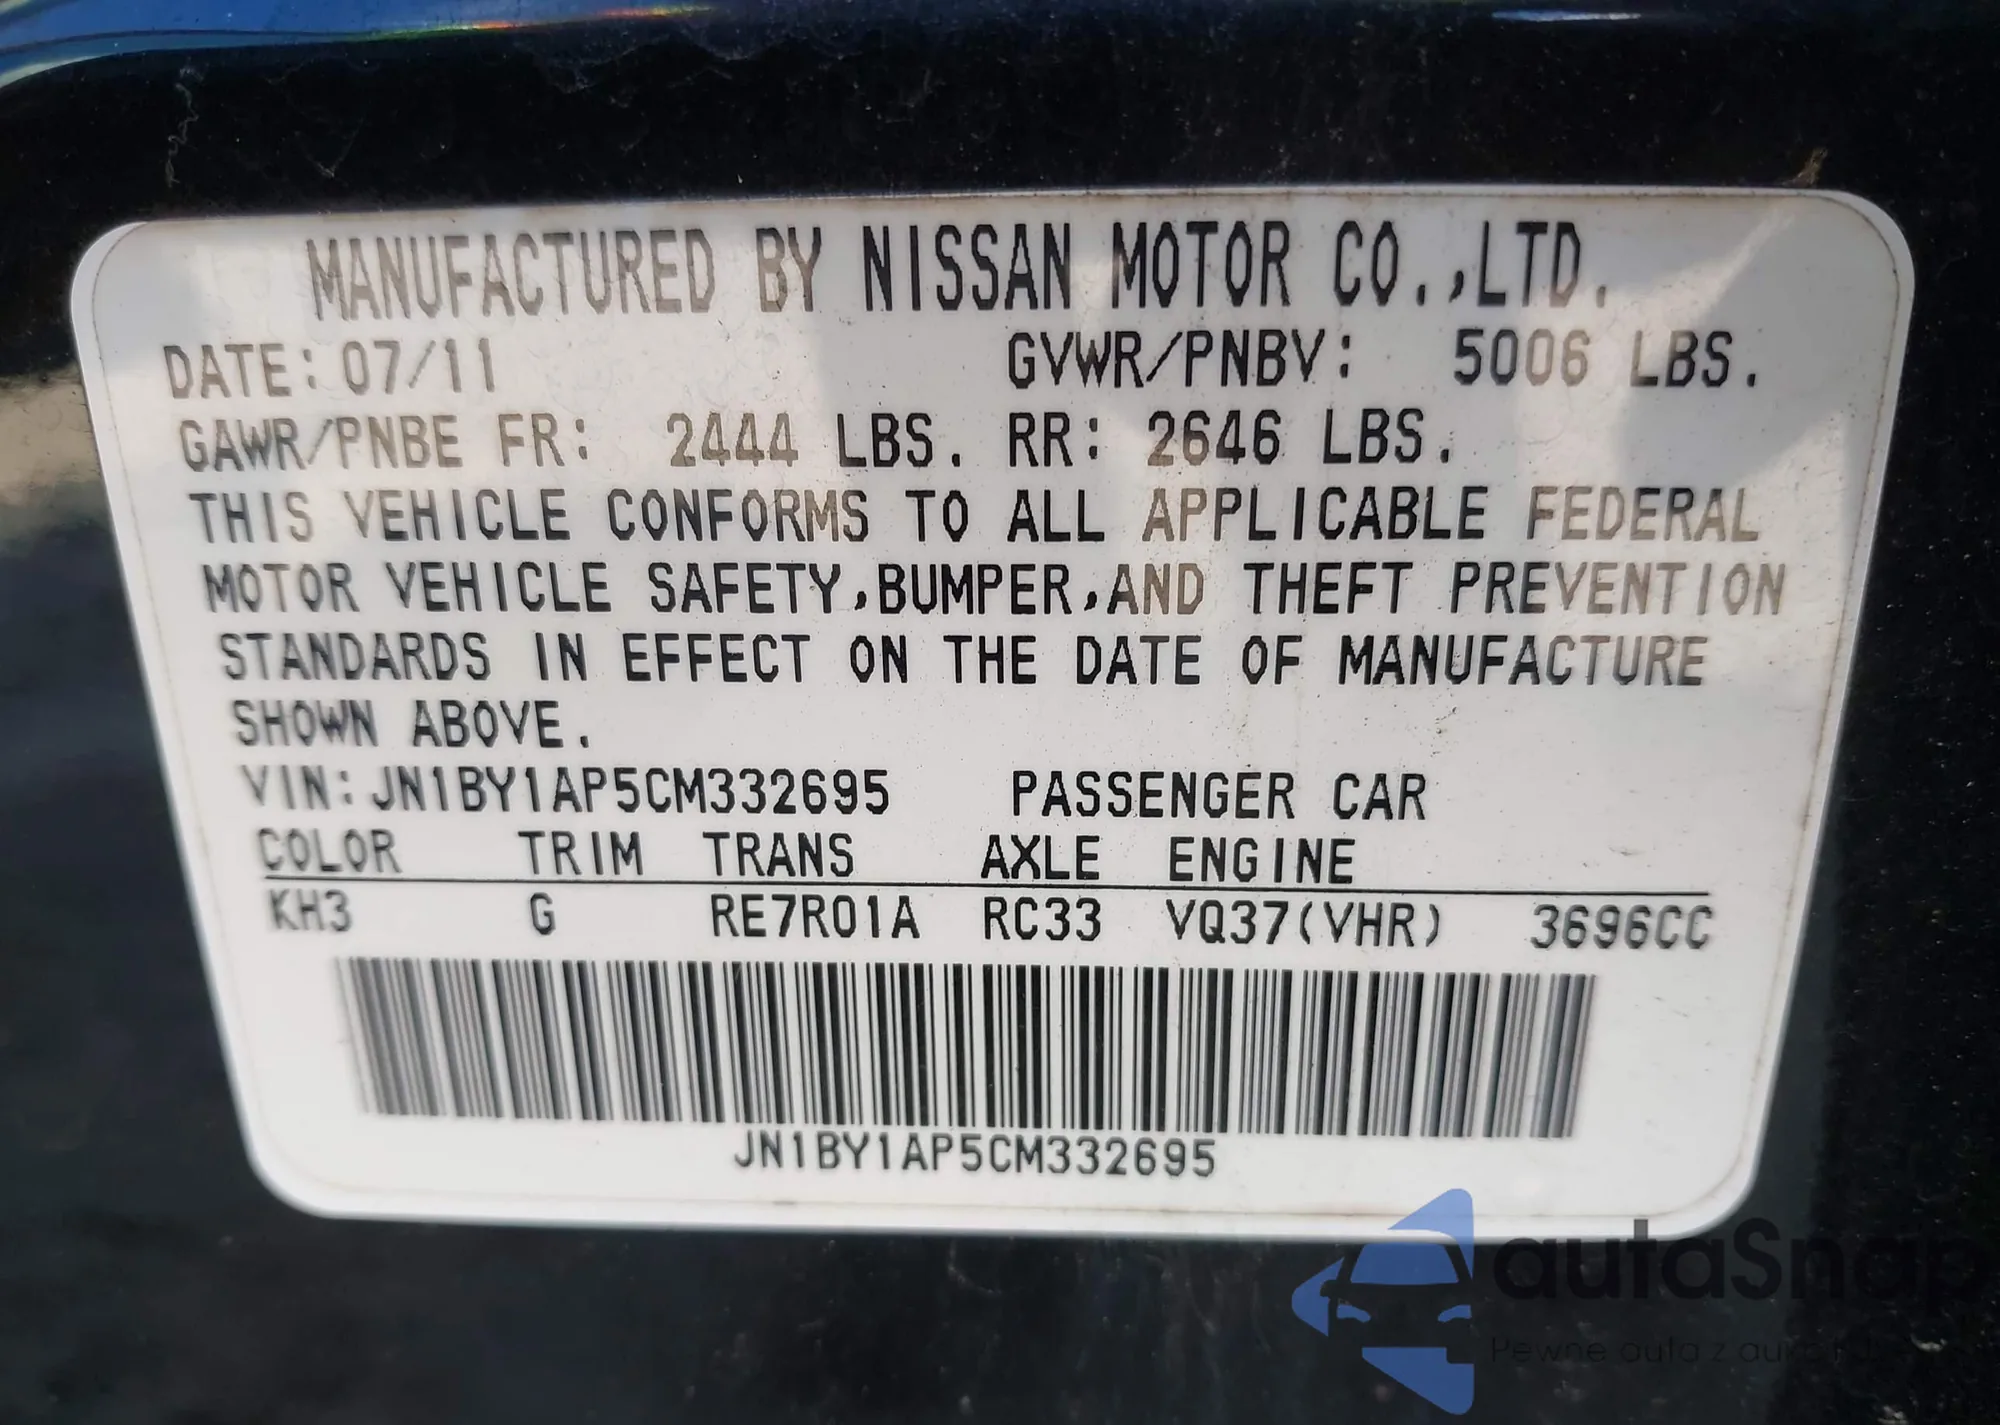 MANUFACTURED BY NISSAN MOTOR CO.,LTD.
DATE:07/11 GVWR/PNBV: 5006 LBS.
GAWR/PNBE FR: 2444 LBS. RR: 2646 LBS.
THIS VEHICLE CONFORMS TO ALL APPLICABLE FEDERAL
MOTOR VEHICLE SAFETY,BUMPER,AND THEFT PREVENTION
STANDARDS IN EFFECT ON THE DATE OF MANUFACTURE
SHOWN ABOVE.
VIN:JN1BY1AP5CM332695 PASSENGER CAR
COLOR TRIM TRANS AXLE ENGINE
KH3 G RE7R01A RC33 VQ37(VHR) 3696CC
JN1BY1AP5CM332695
autaSnap
Pewne auta z